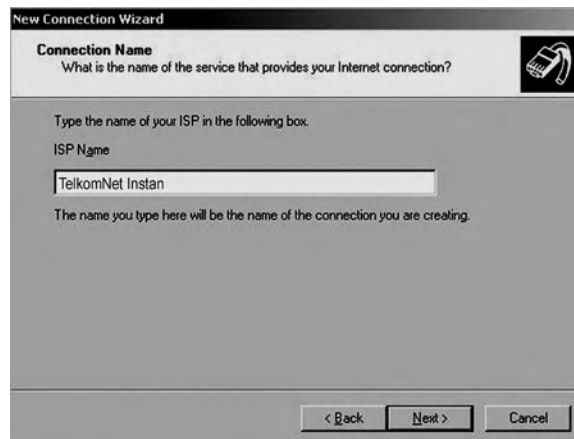 New Connection Wizard
Connection Name
What is the name of the service that provides your Internet connection?
Type the name of your ISP in the following box.
ISP Name
TelkomNet Instan
The name you type here will be the name of the connection you are creating.
< Back Next > Cancel